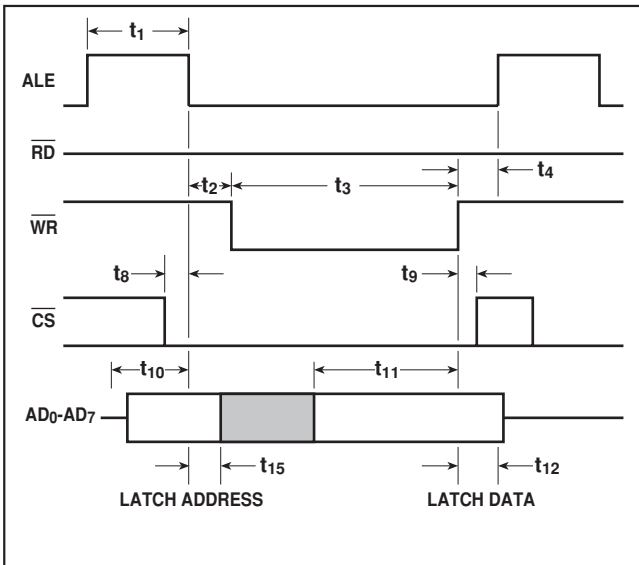 t1
ALE
RD
t2
t3
t4
WR
t8
t9
CS
t10
t11
AD0-AD7
t15
t12
LATCH ADDRESS
LATCH DATA